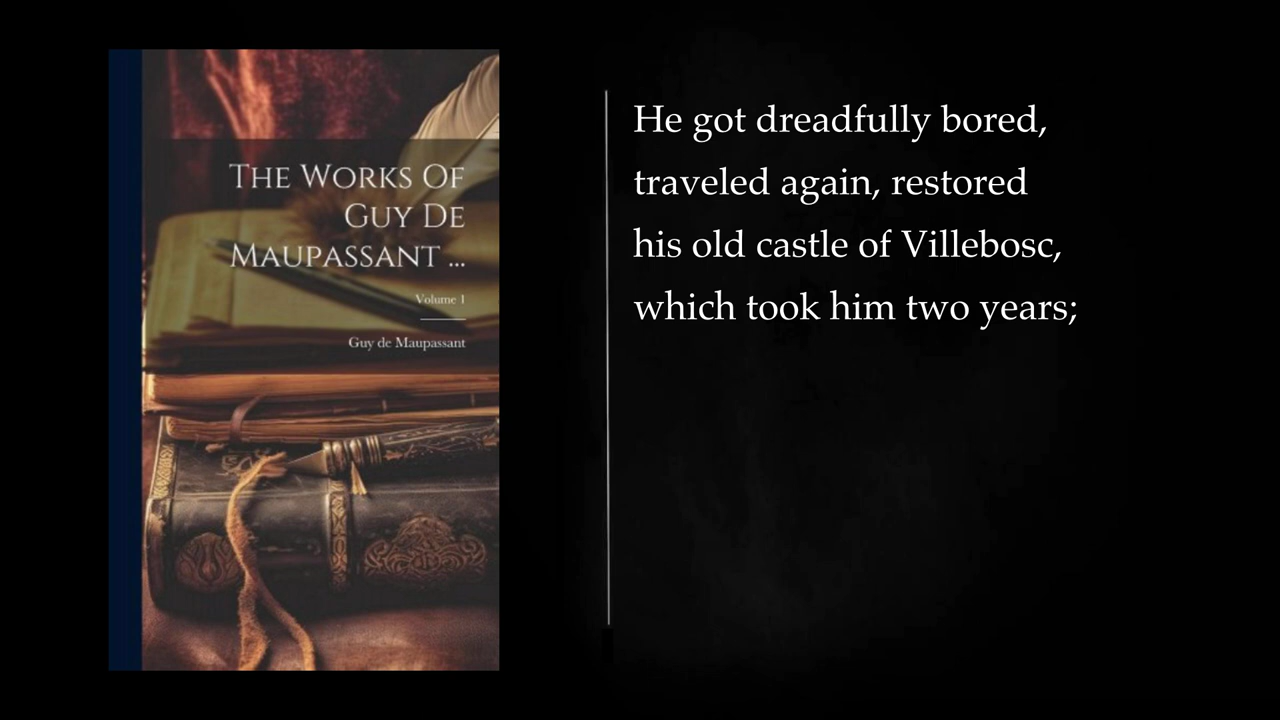 The Works Of
Guy De
Maupassant ...
Volume 1
Guy de Maupassant
He got dreadfully bored,
traveled again, restored
his old castle of Villebosc,
which took him two years;